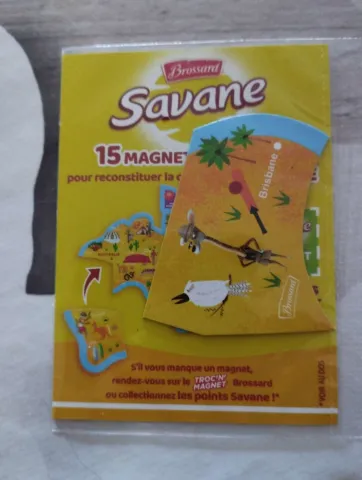 Brossard
Savane
15 MAGNET
pour reconstituer la
Brisbane
Brossard
S'il vous manque un magnet,
rendez-vous sur le TROC'N' MAGNET Brossard
ou collectionnez les points Savane !*